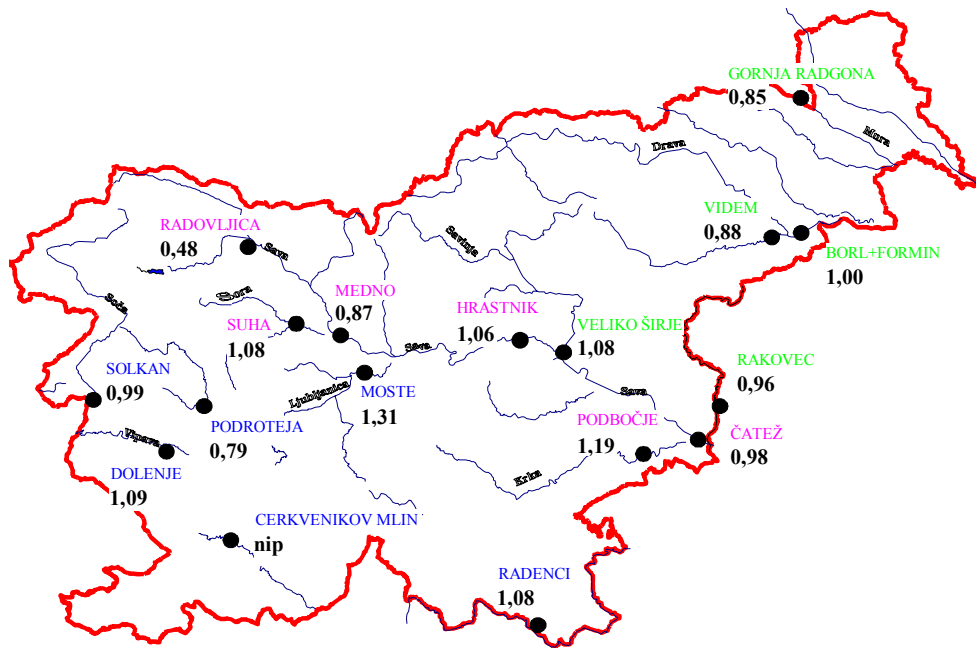 GORNJA RADGONA
0,85
Mura
Drava
VIDEM
0,88
BORL+FORMIN
1,00
RADOVLJICA
0,48
Sava
Savinja
Soča
Sora
MEDNO
0,87
SUHA
1,08
HRASTNIK
1,06
VELIKO ŠIRJE
1,08
Sava
SOLKAN
0,99
Ljubljanica
MOSTE
1,31
RAKOVEC
0,96
Sava
PODROTEJA
0,79
PODBOČJE
1,19
ČATEŽ
0,98
Vipava
DOLENJE
1,09
Krka
CERKVENIKOV MLIN
nip
RADENCI
1,08